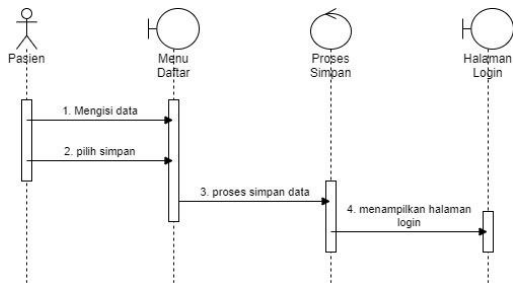 Pasien
Menu
Daftar
Proses
Simpan
Halaman
Login
1. Mengisi data
2. pilih simpan
3. proses simpan data
4. menampilkan halaman
login